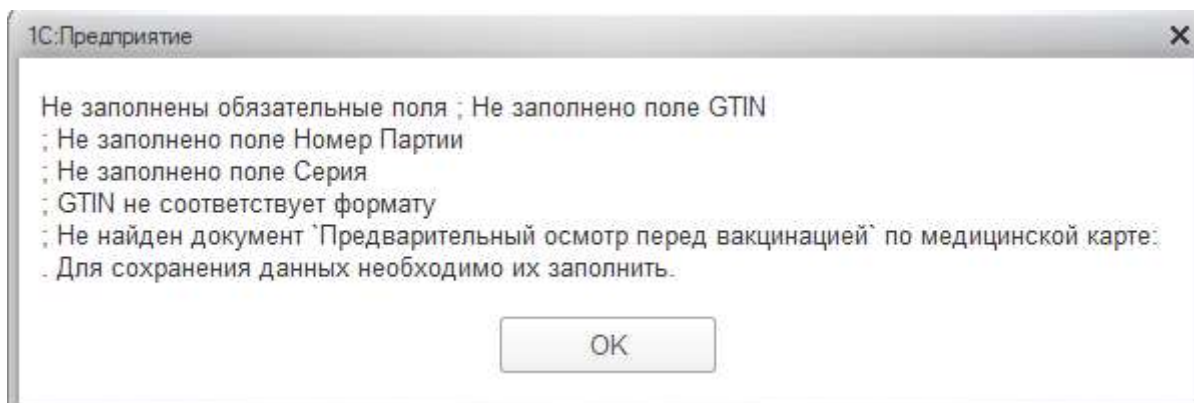 1С:Предприятие
Не заполнены обязательные поля ; Не заполнено поле GTIN
; Не заполнено поле Номер Партии
; Не заполнено поле Серия
; GTIN не соответствует формату
; Не найден документ `Предварительный осмотр перед вакцинацией` по медицинской карте:
. Для сохранения данных необходимо их заполнить.
OK